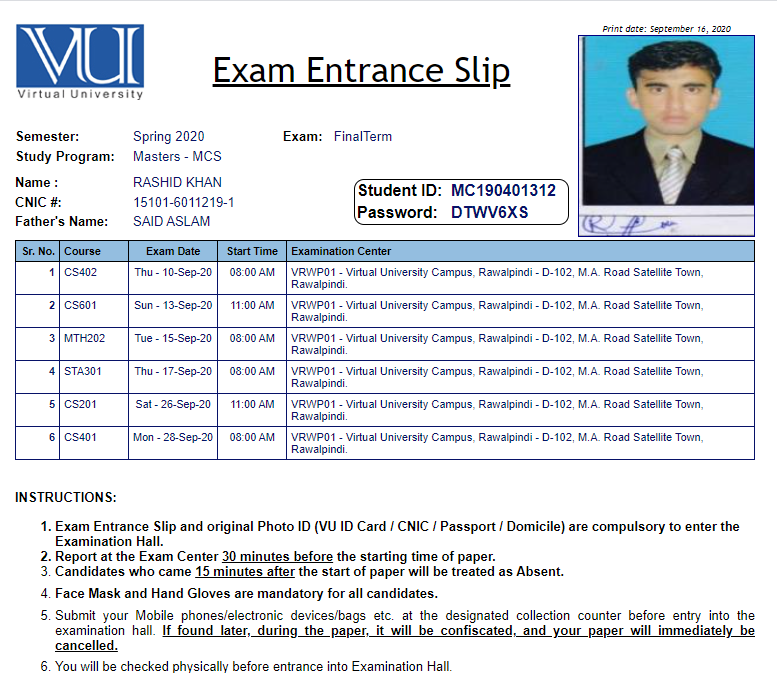 Print date: September 16, 2020
VU
Virtual University
Exam Entrance Slip
Semester: Spring 2020 Exam: FinalTerm
Study Program: Masters - MCS
Name : RASHID KHAN
CNIC #: 15101-6011219-1
Father's Name: SAID ASLAM
Student ID: MC190401312
Password: DTWV6XS
Sr. No. Course Exam Date Start Time Examination Center
1 CS402 Thu - 10-Sep-20 08:00 AM VRWP01 - Virtual University Campus, Rawalpindi - D-102, M.A. Road Satellite Town,
Rawalpindi.
2 CS601 Sun - 13-Sep-20 11:00 AM VRWP01 - Virtual University Campus, Rawalpindi - D-102, M.A. Road Satellite Town,
Rawalpindi.
3 MTH202 Tue - 15-Sep-20 08:00 AM VRWP01 - Virtual University Campus, Rawalpindi - D-102, M.A. Road Satellite Town,
Rawalpindi.
4 STA301 Thu - 17-Sep-20 08:00 AM VRWP01 - Virtual University Campus, Rawalpindi - D-102, M.A. Road Satellite Town,
Rawalpindi.
5 CS201 Sat - 26-Sep-20 11:00 AM VRWP01 - Virtual University Campus, Rawalpindi - D-102, M.A. Road Satellite Town,
Rawalpindi.
6 CS401 Mon - 28-Sep-20 08:00 AM VRWP01 - Virtual University Campus, Rawalpindi - D-102, M.A. Road Satellite Town,
Rawalpindi.
INSTRUCTIONS:
1. Exam Entrance Slip and original Photo ID (VU ID Card / CNIC / Passport / Domicile) are compulsory to enter the
Examination Hall.
2. Report at the Exam Center 30 minutes before the starting time of paper.
3. Candidates who came 15 minutes after the start of paper will be treated as Absent.
4. Face Mask and Hand Gloves are mandatory for all candidates.
5. Submit your Mobile phones/electronic devices/bags etc. at the designated collection counter before entry into the
examination hall. If found later, during the paper, it will be confiscated, and your paper will immediately be
cancelled.
6. You will be checked physically before entrance into Examination Hall.